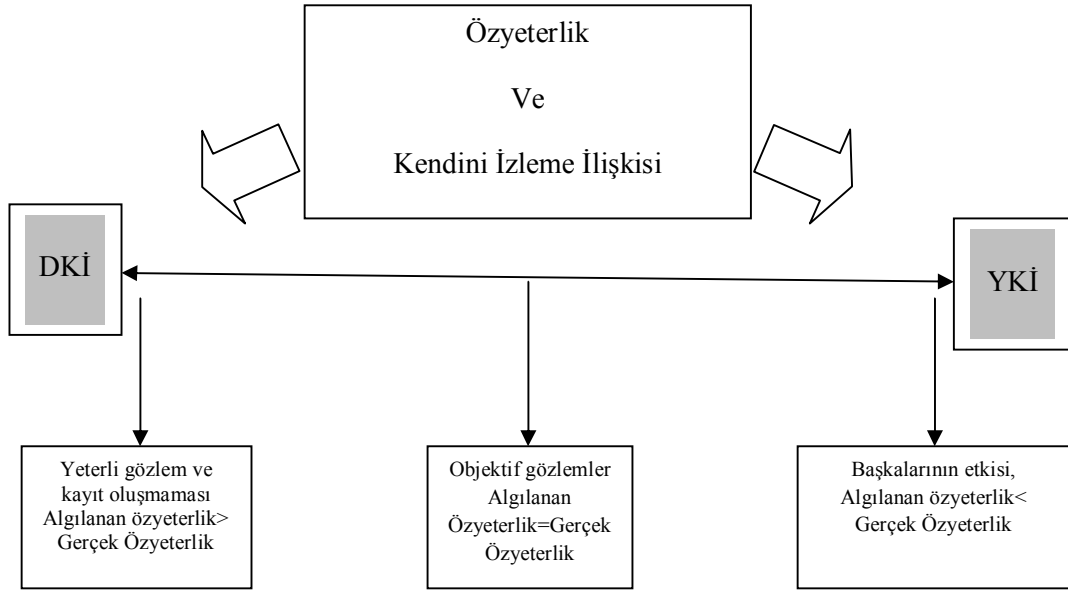 Özyeterlik
Ve
Kendini İzleme İlişkisi
DKİ
YKİ
Yeterli gözlem ve
kayıt oluşmaması
Algılanan özyeterlik>
Gerçek Özyeterlik
Objektif gözlemler
Algılanan
Özyeterlik=Gerçek
Özyeterlik
Başkalarının etkisi,
Algılanan özyeterlik<
Gerçek Özyeterlik